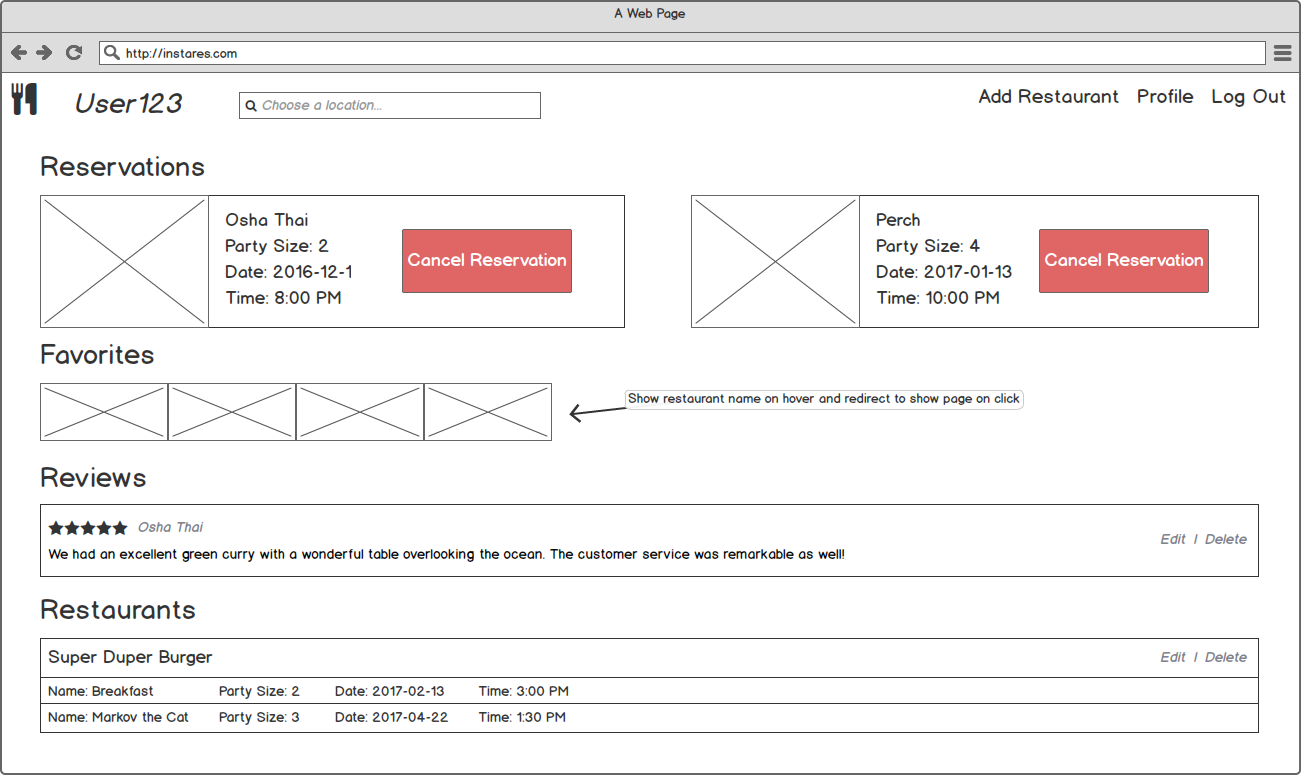 A Web Page
http://instares.com
User123
Choose a location...
Add Restaurant Profile Log Out
Reservations
Osha Thai
Party Size: 2
Date: 2016-12-1
Time: 8:00 PM
Cancel Reservation
Perch
Party Size: 4
Date: 2017-01-13
Time: 10:00 PM
Cancel Reservation
Favorites
Show restaurant name on hover and redirect to show page on click
Reviews
Osha Thai
We had an excellent green curry with a wonderful table overlooking the ocean. The customer service was remarkable as well!
Edit | Delete
Restaurants
Super Duper Burger
Edit | Delete
Name: Breakfast Party Size: 2 Date: 2017-02-13 Time: 3:00 PM
Name: Markov the Cat Party Size: 3 Date: 2017-04-22 Time: 1:30 PM